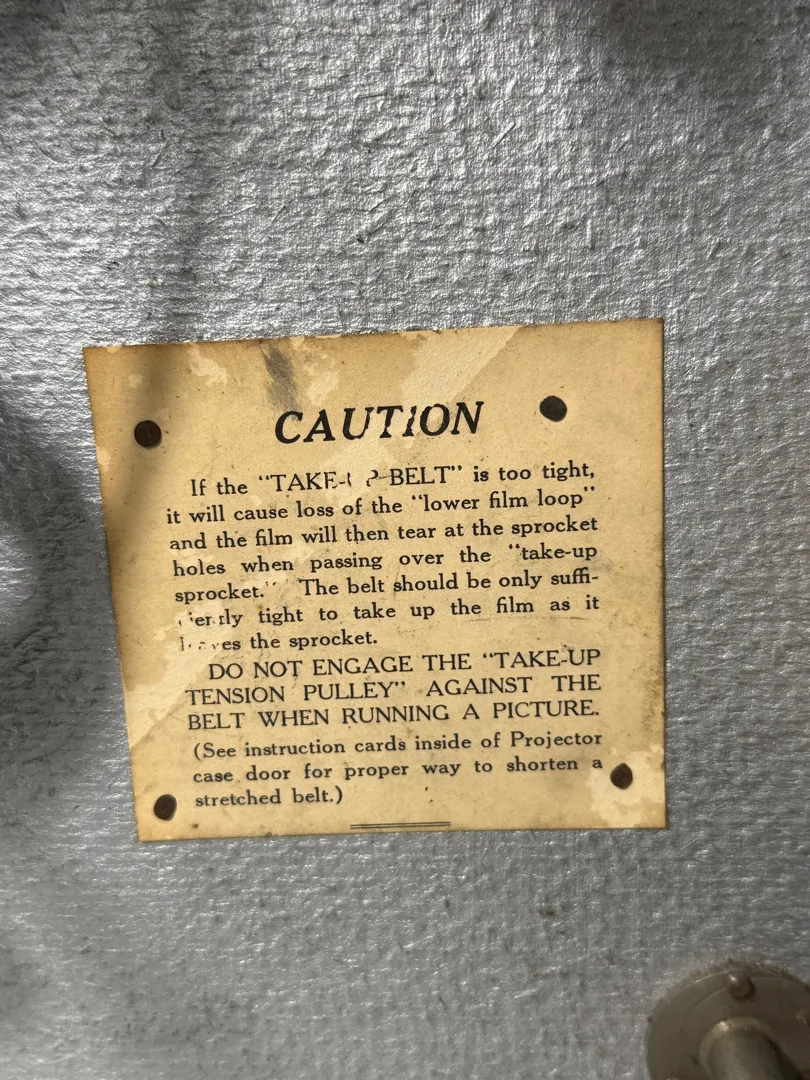 CAUTION
If the "TAKE-UP BELT" is too tight,
it will cause loss of the "lower film loop"
and the film will then tear at the sprocket
holes when passing over the "take-up
sprocket." The belt should be only suffi-
ciently tight to take up the film as it
leaves the sprocket.
DO NOT ENGAGE THE "TAKE-UP
TENSION PULLEY" AGAINST THE
BELT WHEN RUNNING A PICTURE.
(See instruction cards inside of Projector
case door for proper way to shorten a
stretched belt.)